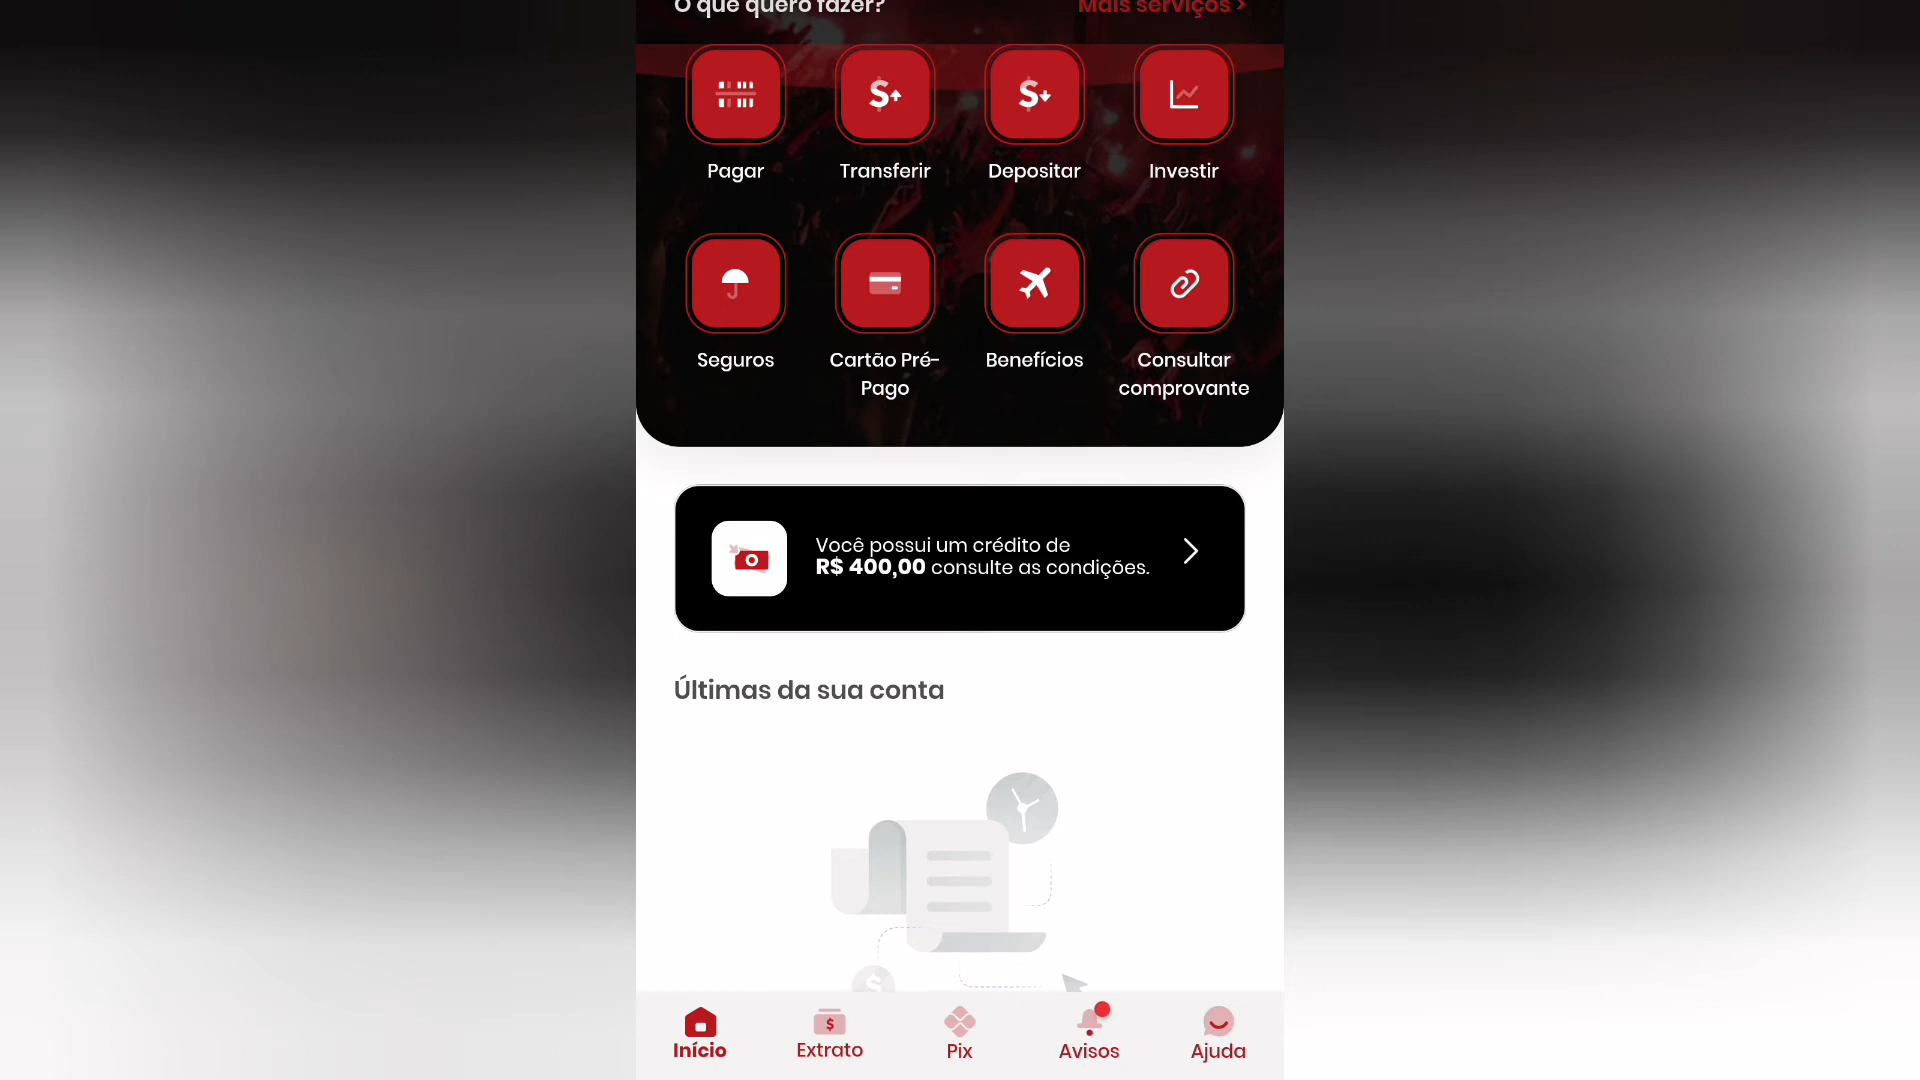 O que quero fazer?
Mais serviços >
Pagar
Transferir
Depositar
Investir
Seguros
Cartão Pré-
Pago
Benefícios
Consultar
comprovante
Você possui um crédito de
R$ 400,00 consulte as condições.
Últimas da sua conta
Início
Extrato
Pix
Avisos
Ajuda